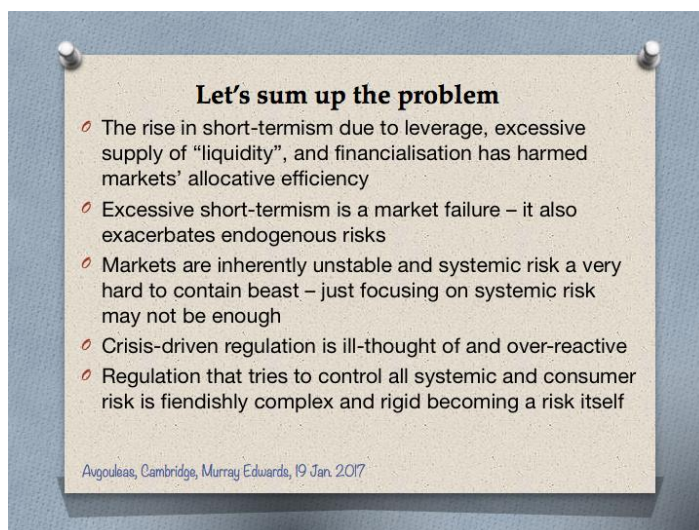 Let's sum up the problem
The rise in short-termism due to leverage, excessive
supply of "liquidity", and financialisation has harmed
markets' allocative efficiency
Excessive short-termism is a market failure – it also
exacerbates endogenous risks
Markets are inherently unstable and systemic risk a very
hard to contain beast – just focusing on systemic risk
may not be enough
Crisis-driven regulation is ill-thought of and over-reactive
Regulation that tries to control all systemic and consumer
risk is fiendishly complex and rigid becoming a risk itself
Avgouleas, Cambridge, Murray Edwards, 19 Jan. 2017